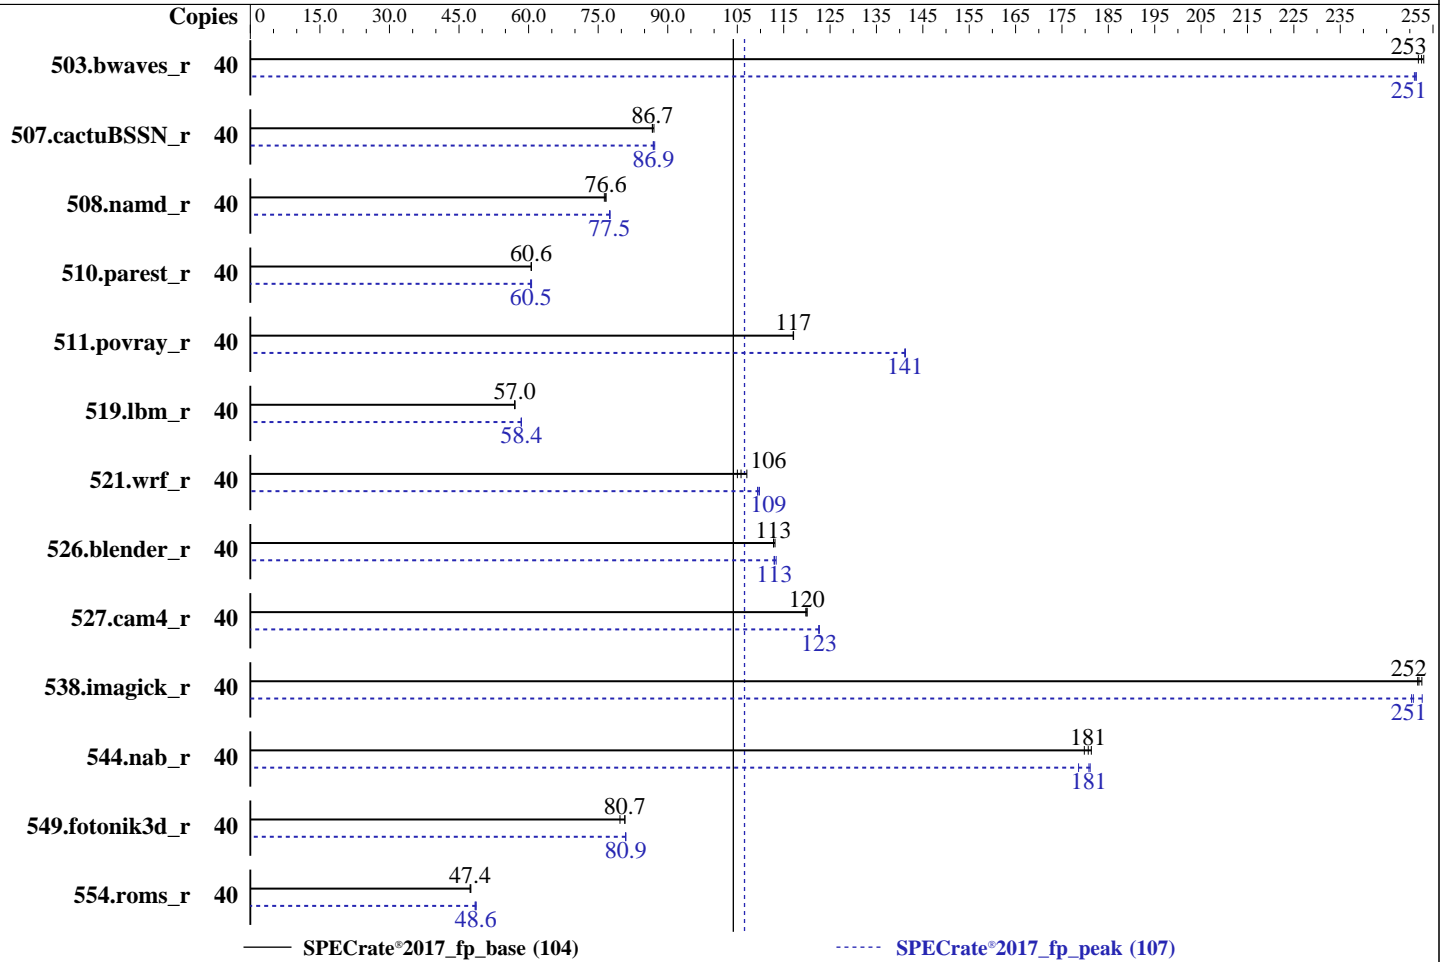 Copies 0 15.0 30.0 45.0 60.0 75.0 90.0 105 115 125 135 145 155 165 175 185 195 205 215 225 235 255
253
503.bwaves_r 40
251
86.7
507.cactuBSSN_r 40
86.9
76.6
508.namd_r 40
77.5
60.6
510.parest_r 40
60.5
117
511.povray_r 40
141
57.0
519.lbm_r 40
58.4
106
521.wrf_r 40
109
113
526.blender_r 40
113
120
527.cam4_r 40
123
252
538.imagick_r 40
251
181
544.nab_r 40
181
80.7
549.fotonik3d_r 40
80.9
47.4
554.roms_r 40
48.6
SPECrate®2017_fp_base (104) SPECrate®2017_fp_peak (107)